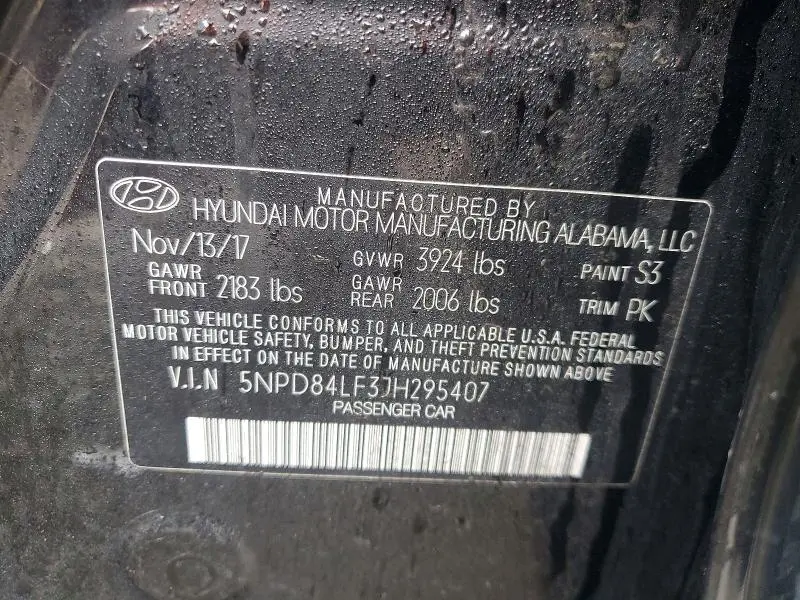 MANUFACTURED BY
HYUNDAI MOTOR MANUFACTURING ALABAMA, LLC
Nov/13/17 GVWR 3924 lbs PAINT S3
GAWR FRONT 2183 lbs GAWR REAR 2006 lbs TRIM PK
THIS VEHICLE CONFORMS TO ALL APPLICABLE U.S.A. FEDERAL
MOTOR VEHICLE SAFETY, BUMPER, AND THEFT PREVENTION STANDARDS
IN EFFECT ON THE DATE OF MANUFACTURE SHOWN ABOVE.
V.I.N 5NPD84LF3JH295407
PASSENGER CAR